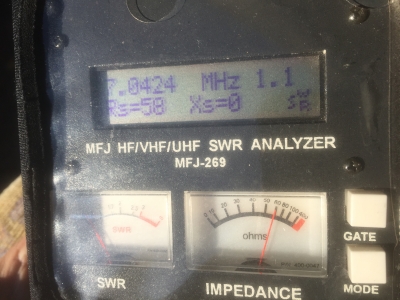 7.0424 MHz 1.1
Rs=58 Xs=0 SWR
MFJ HF/VHF/UHF SWR ANALYZER
MFJ-269
ohms
SWR
IMPEDANCE
GATE
MODE